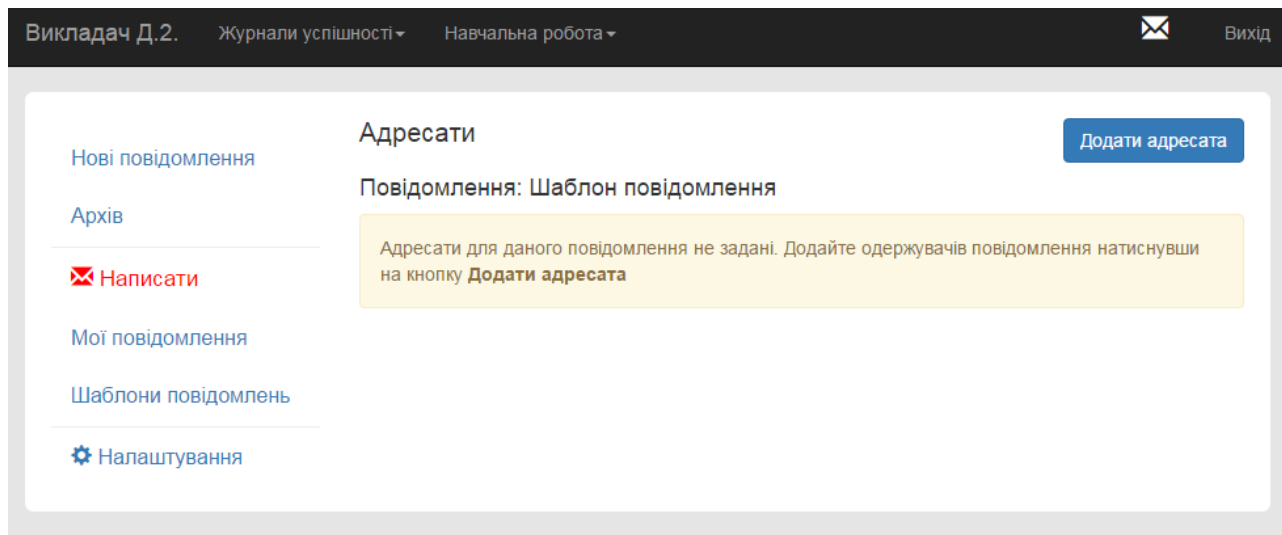 Викладач Д.2. Журнали успішності Навчальна робота Вихід
Нові повідомлення
Архів
Написати
Мої повідомлення
Шаблони повідомлень
Налаштування
Адресати
Додати адресата
Повідомлення: Шаблон повідомлення
Адресати для даного повідомлення не задані. Додайте одержувачів повідомлення натиснувши
на кнопку Додати адресата